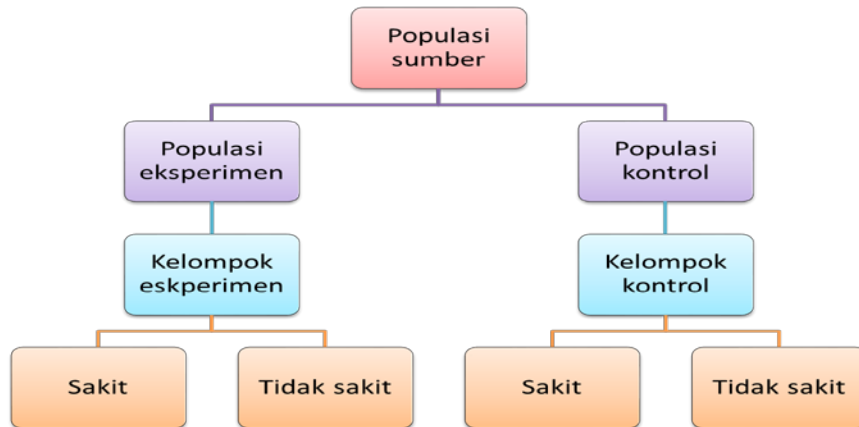 Populasi
sumber
Populasi
eksperimen
Populasi
kontrol
Kelompok
eskperimen
Kelompok
kontrol
Sakit
Tidak sakit
Sakit
Tidak sakit